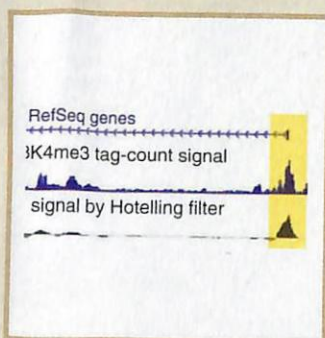 RefSeq genes
3K4me3 tag-count signal
signal by Hotelling filter